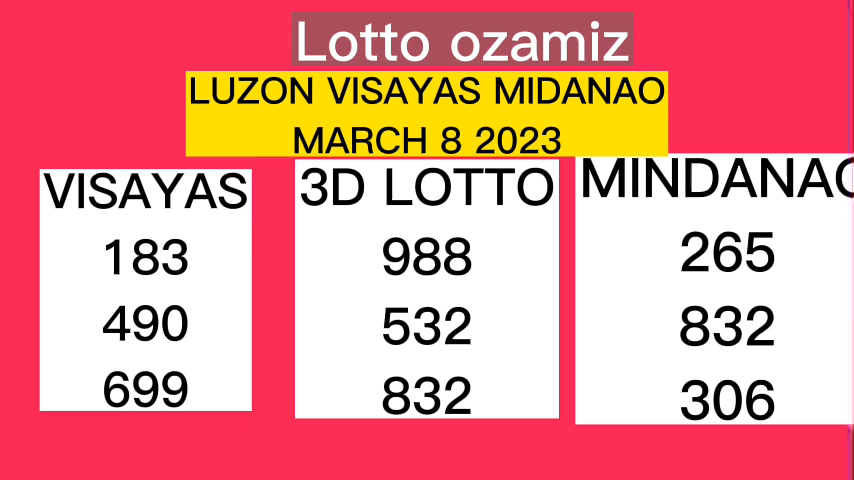 Lotto ozamiz
LUZON VISAYAS MIDANAO
MARCH 8 2023
VISAYAS
183
490
699
3D LOTTO
988
532
832
MINDANAO
265
832
306